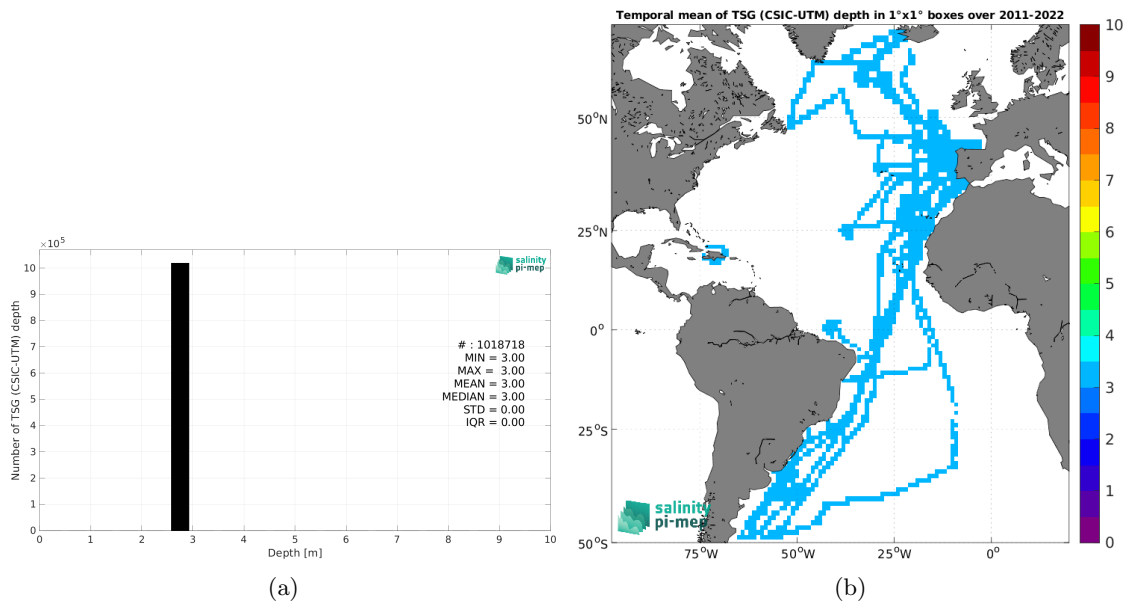 ×10⁵
10
9
8
7
6
5
4
3
2
1
0
Number of TSG (CSIC-UTM) depth
0 1 2 3 4 5 6 7 8 9 10
Depth [m]
salinity
pi-mep
# : 1018718
MIN = 3.00
MAX = 3.00
MEAN = 3.00
MEDIAN = 3.00
STD = 0.00
IQR = 0.00
(a)
Temporal mean of TSG (CSIC-UTM) depth in 1°x1° boxes over 2011-2022
50°N
25°N
0°
25°S
50°S
75°W 50°W 25°W 0°
salinity
pi-mep
10
9
8
7
6
5
4
3
2
1
0
(b)